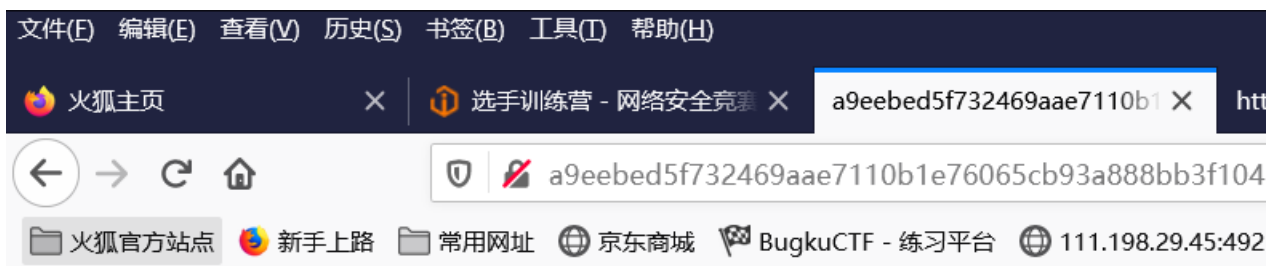 文件(F) 编辑(E) 查看(V) 历史(S) 书签(B) 工具(T) 帮助(H)
火狐主页 选手训练营 - 网络安全竞赛 a9eebed5f732469aae7110b1 htt
a9eebed5f732469aae7110b1e76065cb93a888bb3f104
火狐官方站点 新手上路 常用网址 京东商城 BugkuCTF - 练习平台 111.198.29.45:492